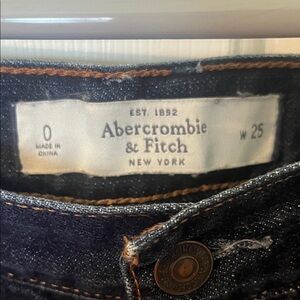 EST. 1892
0
Abercrombie
W 25
MADE IN
CHINA
& Fitch
NEW YORK